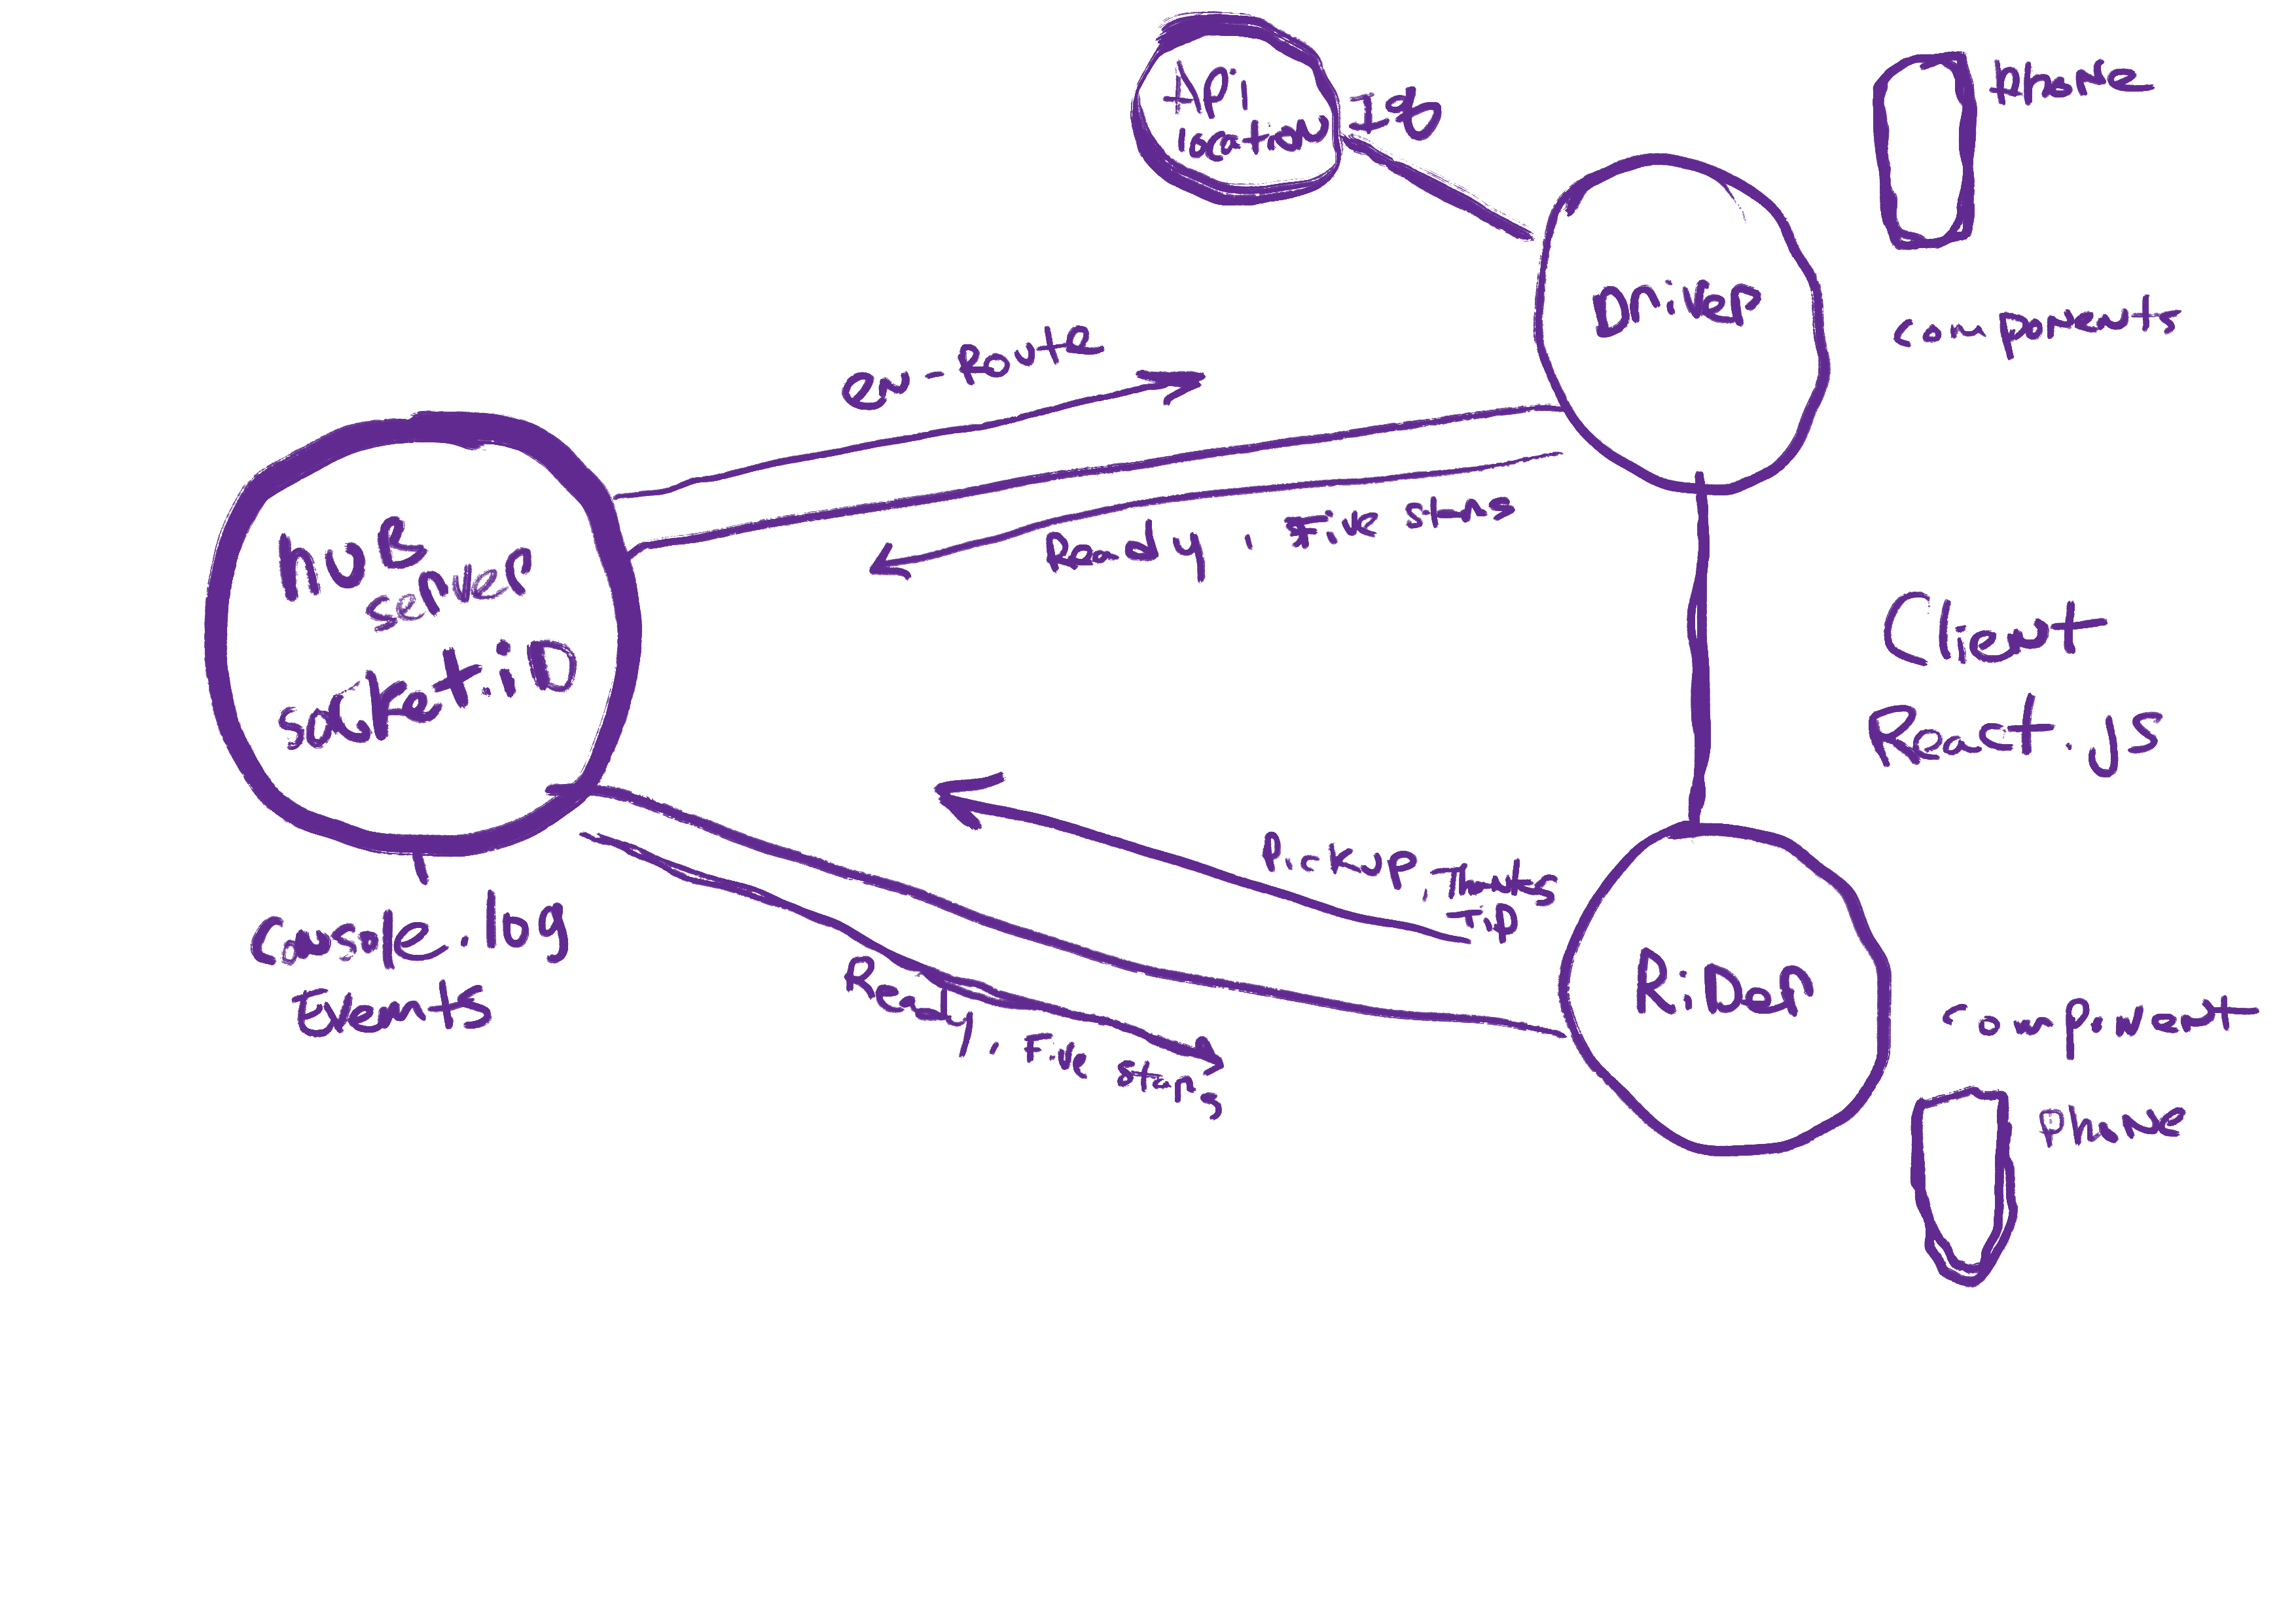 API
location
phone
Driver
components
en-Route
Ready, Five stars
HUB
server
socket.iO
Client
React.js
Pickup, Thanks
Tip
Console.log
Events
Ready, Five stars
RiDer
component
phone